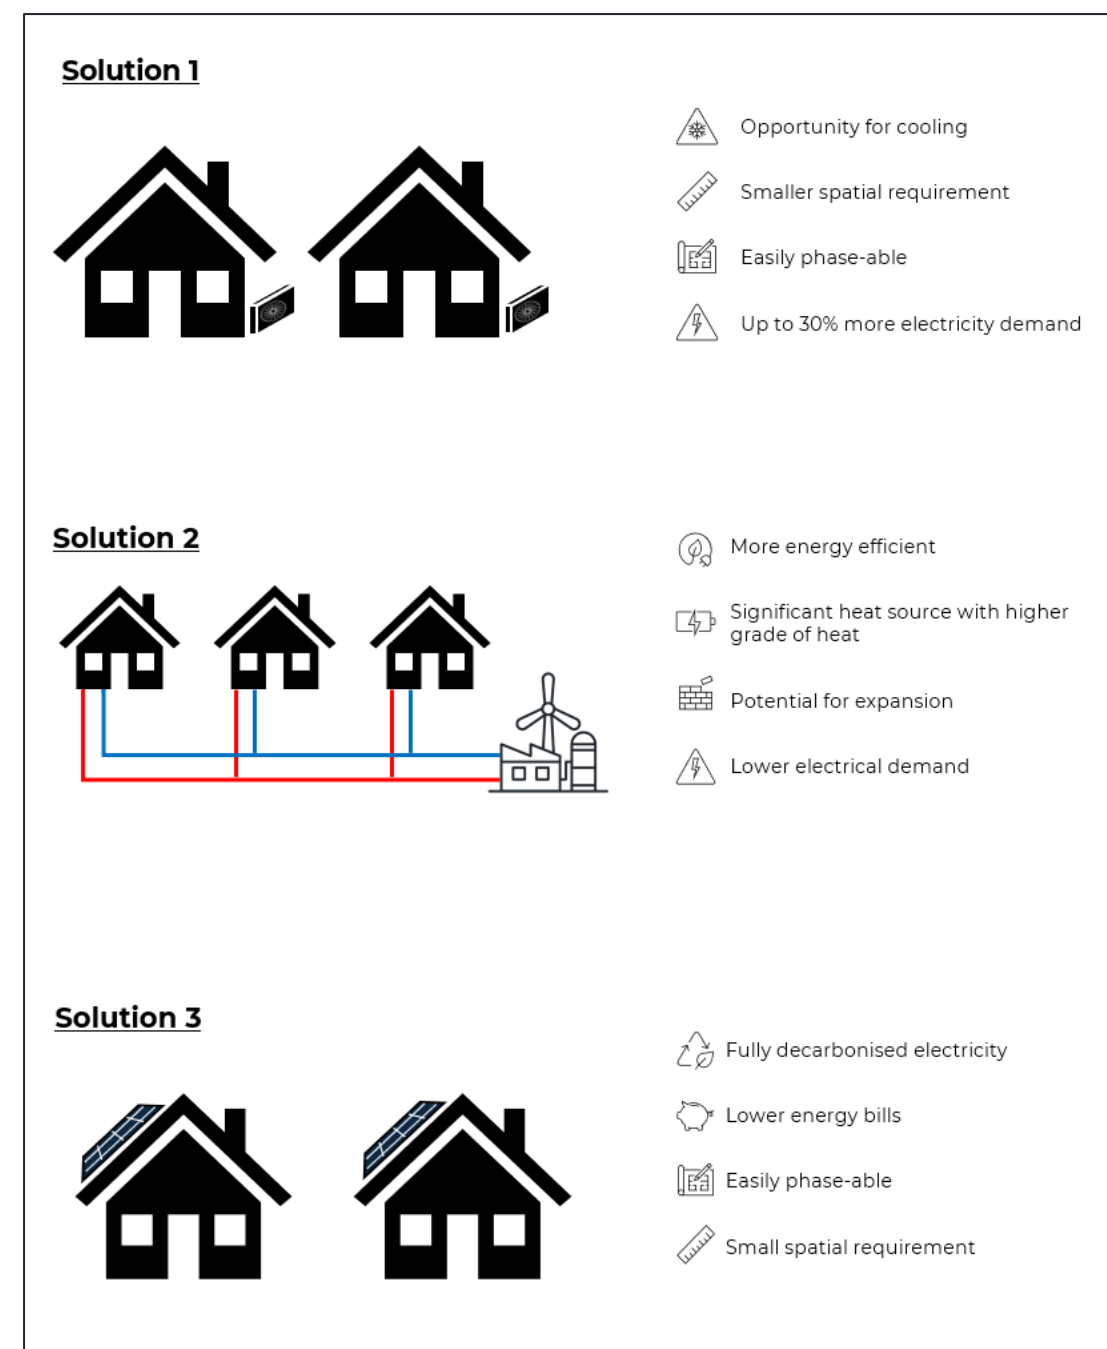 Solution 1
Opportunity for cooling
Smaller spatial requirement
Easily phase-able
Up to 30% more electricity demand
Solution 2
More energy efficient
Significant heat source with higher
grade of heat
Potential for expansion
Lower electrical demand
Solution 3
Fully decarbonised electricity
Lower energy bills
Easily phase-able
Small spatial requirement